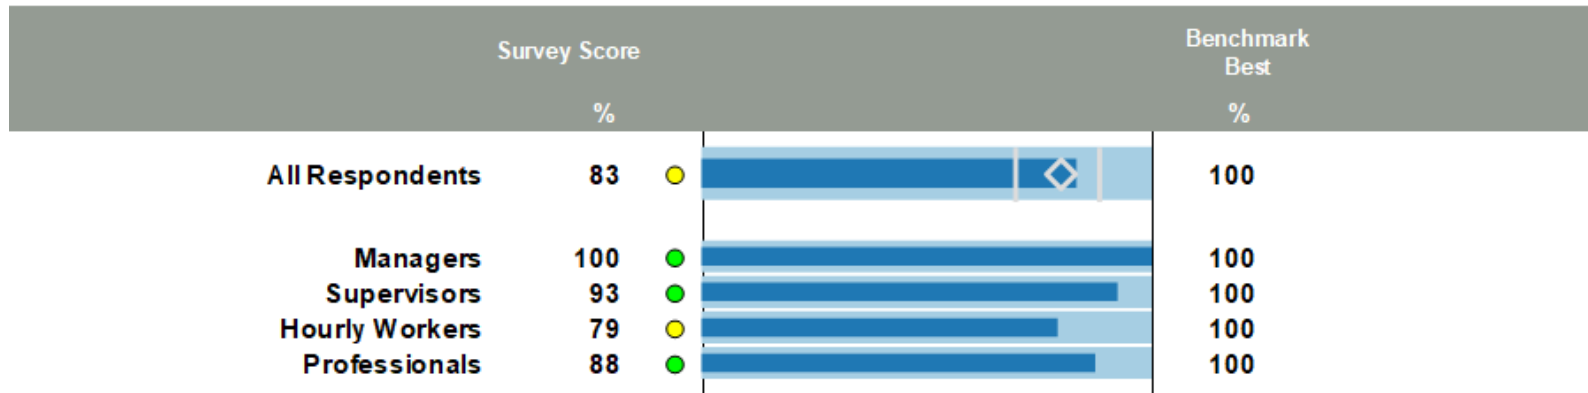 Survey Score
Benchmark
Best
%
%
All Respondents 83 100
Managers 100 100
Supervisors 93 100
Hourly Workers 79 100
Professionals 88 100